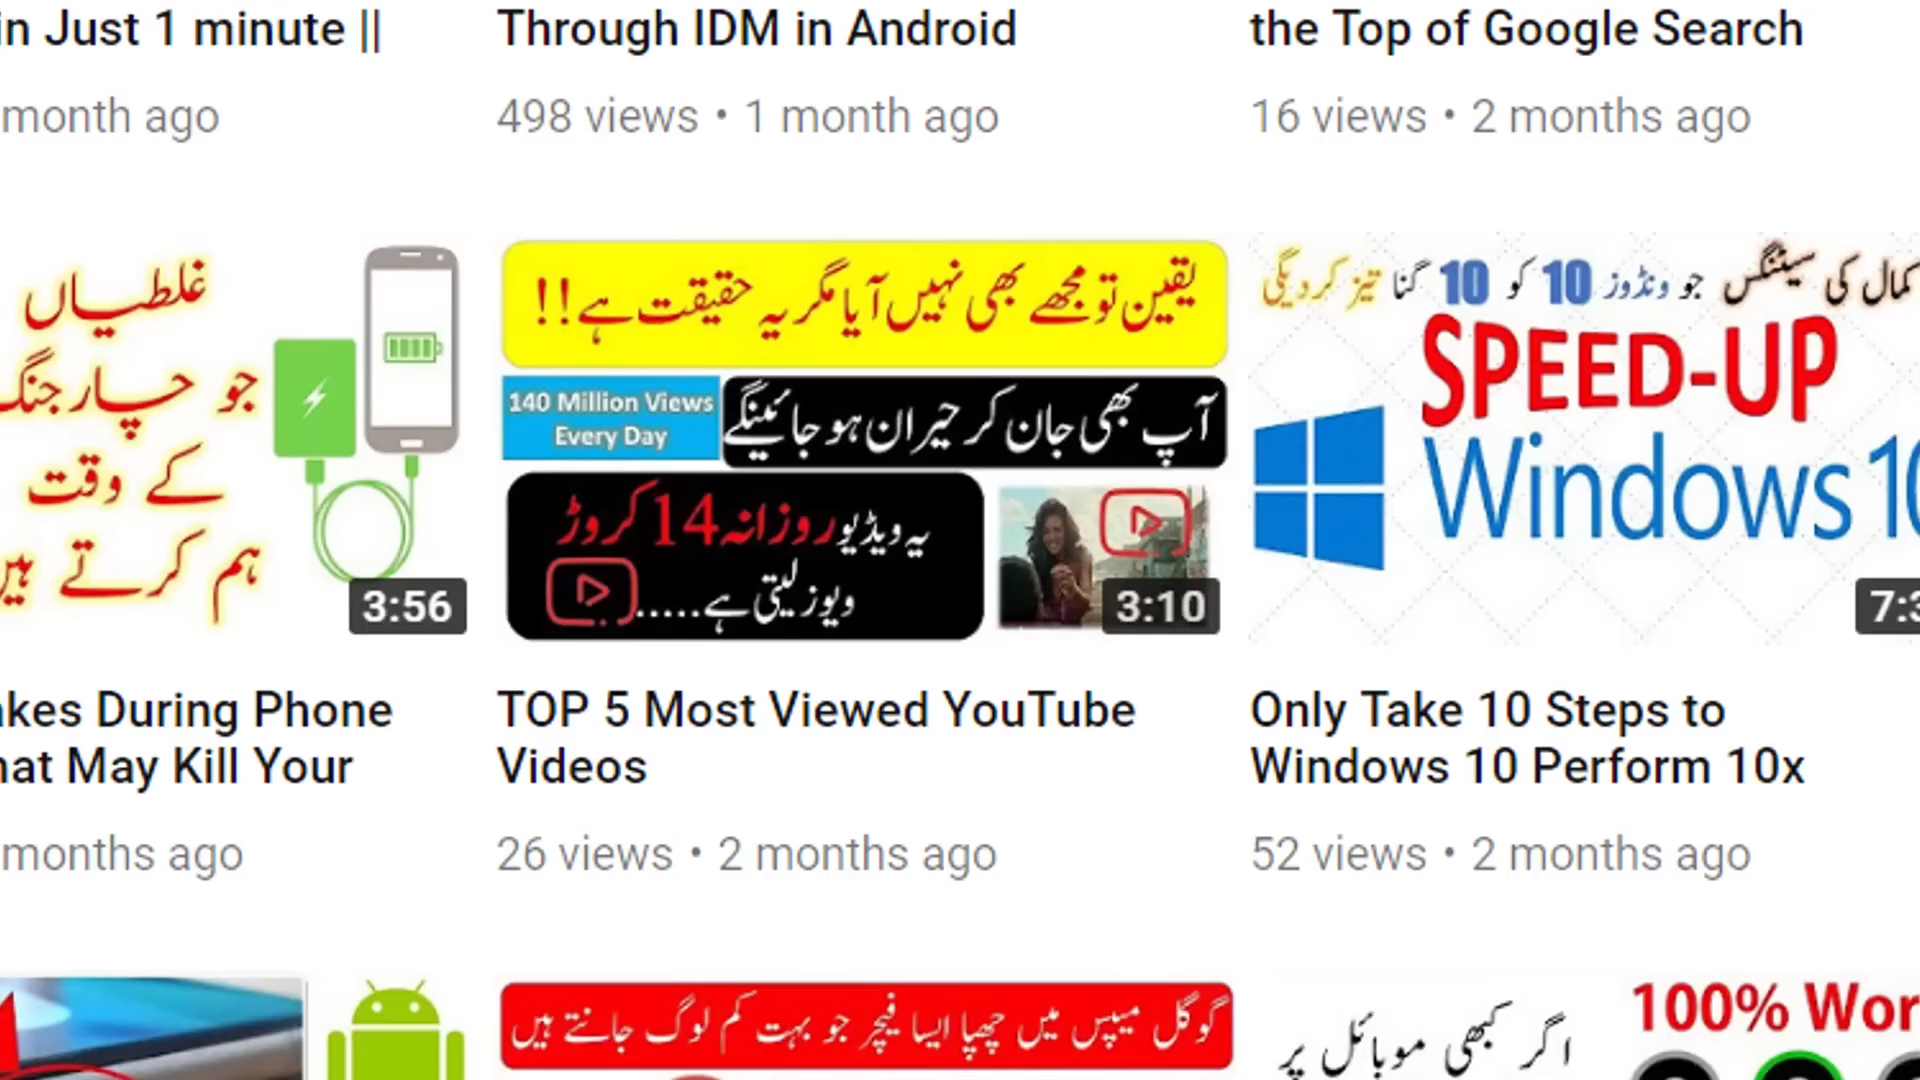 in Just 1 minute ||
month ago
Through IDM in Android
498 views • 1 month ago
the Top of Google Search
16 views • 2 months ago
غلطیاں
جو چارجنگ
کے وقت
ہم کرتے ہیں
3:56
یقین تو مجھے بھی نہیں آیا مگر یہ حقیقت ہے!!
140 Million Views
Every Day
آپ بھی جان کر حیران ہو جائینگے
یہ ویڈیو روزانہ 14 کروڑ
ویوز لیتی ہے.....
3:10
کمال کی سیٹنگس جو ونڈوز 10 کو 10 گنا تیز کردیگی
SPEED-UP
Windows 10
7:3
akes During Phone
hat May Kill Your
months ago
TOP 5 Most Viewed YouTube
Videos
26 views • 2 months ago
Only Take 10 Steps to
Windows 10 Perform 10x
52 views • 2 months ago
گوگل میپس میں چھپا ایسا فیچر جو بہت کم لوگ جانتے ہیں
اگر کبھی موبائل پر
100% Wor